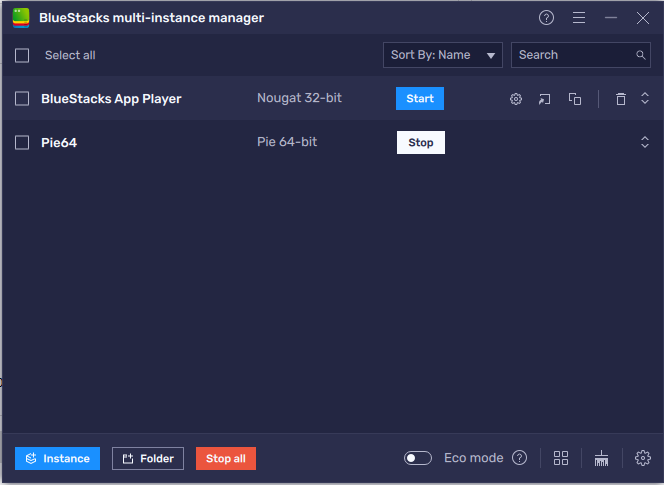 BlueStacks multi-instance manager
Select all
Sort By: Name
Search
BlueStacks App Player
Nougat 32-bit
Start
Pie64
Pie 64-bit
Stop
Instance
Folder
Stop all
Eco mode